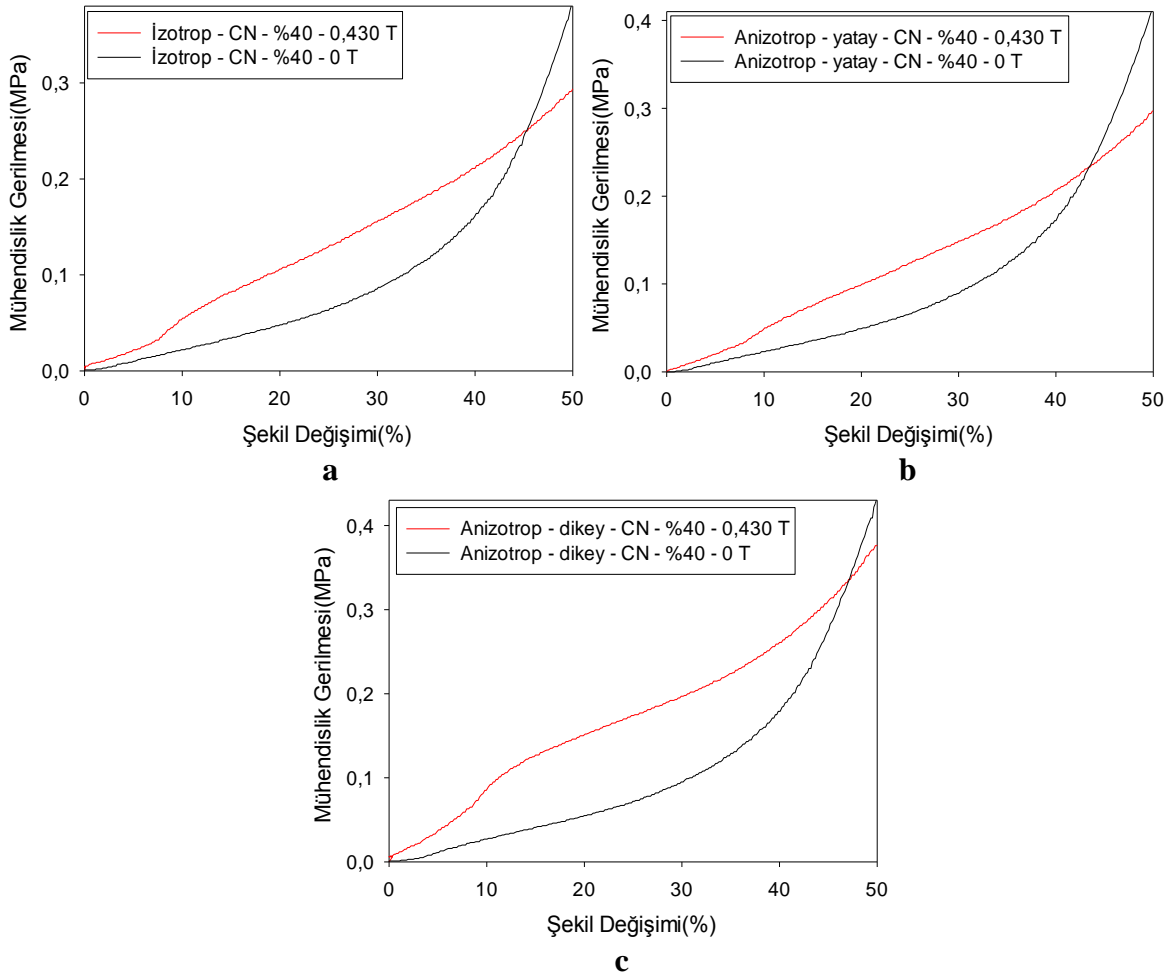 İzotrop - CN - %40 - 0,430 T
İzotrop - CN - %40 - 0 T
Mühendislik Gerilmesi(MPa)
0,3
0,2
0,1
0,0
0 10 20 30 40 50
Şekil Değişimi(%)
a
Anizotrop - yatay - CN - %40 - 0,430 T
Anizotrop - yatay - CN - %40 - 0 T
Mühendislik Gerilmesi(MPa)
0,4
0,3
0,2
0,1
0,0
0 10 20 30 40 50
Şekil Değişimi(%)
b
Anizotrop - dikey - CN - %40 - 0,430 T
Anizotrop - dikey - CN - %40 - 0 T
Mühendislik Gerilmesi(MPa)
0,4
0,3
0,2
0,1
0,0
0 10 20 30 40 50
Şekil Değişimi(%)
c